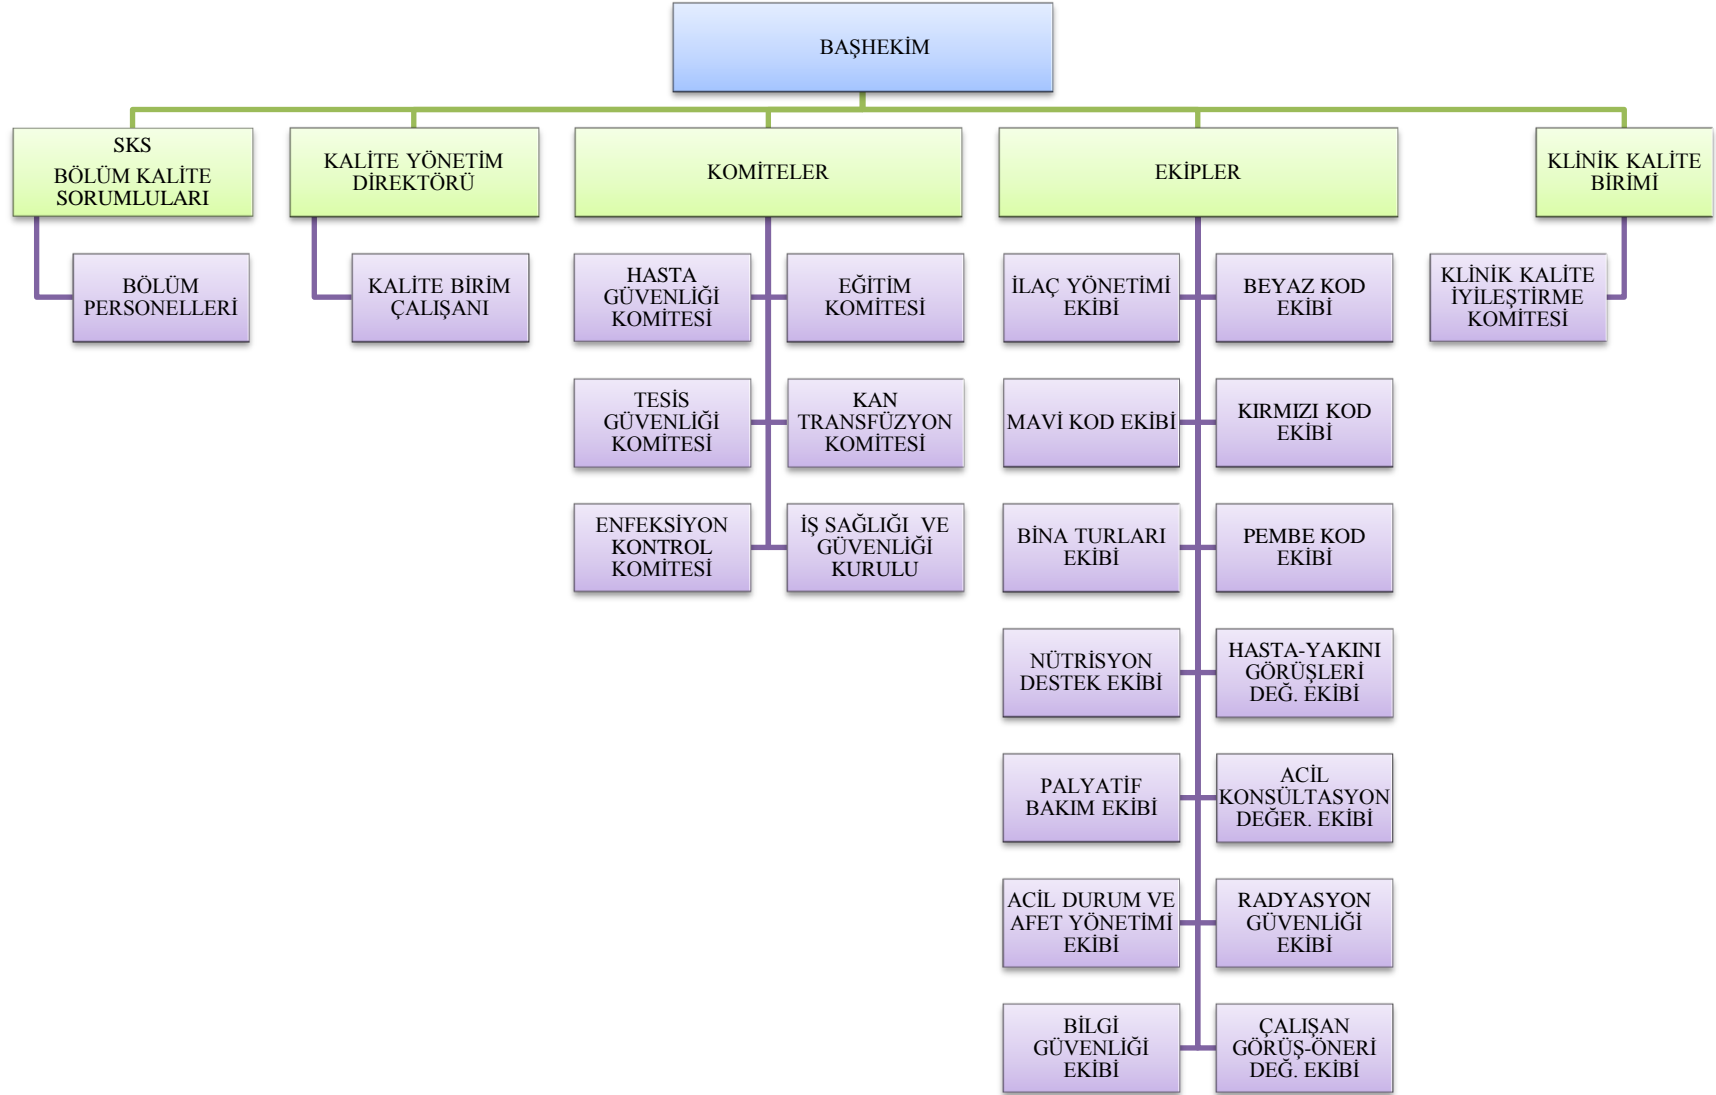 BAŞHEKİM
SKS
BÖLÜM KALİTE
SORUMLULARI
KALİTE YÖNETİM
DİREKTÖRÜ
KOMİTELER
EKİPLER
KLİNİK KALİTE
BİRİMİ
BÖLÜM
PERSONELLERİ
KALİTE BİRİM
ÇALIŞANI
HASTA
GÜVENLİĞİ
KOMİTESİ
EĞİTİM
KOMİTESİ
İLAÇ YÖNETİMİ
EKİBİ
BEYAZ KOD
EKİBİ
KLİNİK KALİTE
İYİLEŞTİRME
KOMİTESİ
TESİS
GÜVENLİĞİ
KOMİTESİ
KAN
TRANSFÜZYON
KOMİTESİ
MAVİ KOD EKİBİ
KIRMIZI KOD
EKİBİ
ENFEKSİYON
KONTROL
KOMİTESİ
İŞ SAĞLIĞI VE
GÜVENLİĞİ
KURULU
BİNA TURLARI
EKİBİ
PEMBE KOD
EKİBİ
NÜTRİSYON
DESTEK EKİBİ
HASTA-YAKINI
GÖRÜŞLERİ
DEĞ. EKİBİ
PALYATİF
BAKIM EKİBİ
ACİL
KONSÜLTASYON
DEĞER. EKİBİ
ACİL DURUM VE
AFET YÖNETİMİ
EKİBİ
RADYASYON
GÜVENLİĞİ
EKİBİ
BİLGİ
GÜVENLİĞİ
EKİBİ
ÇALIŞAN
GÖRÜŞ-ÖNERİ
DEĞ. EKİBİ